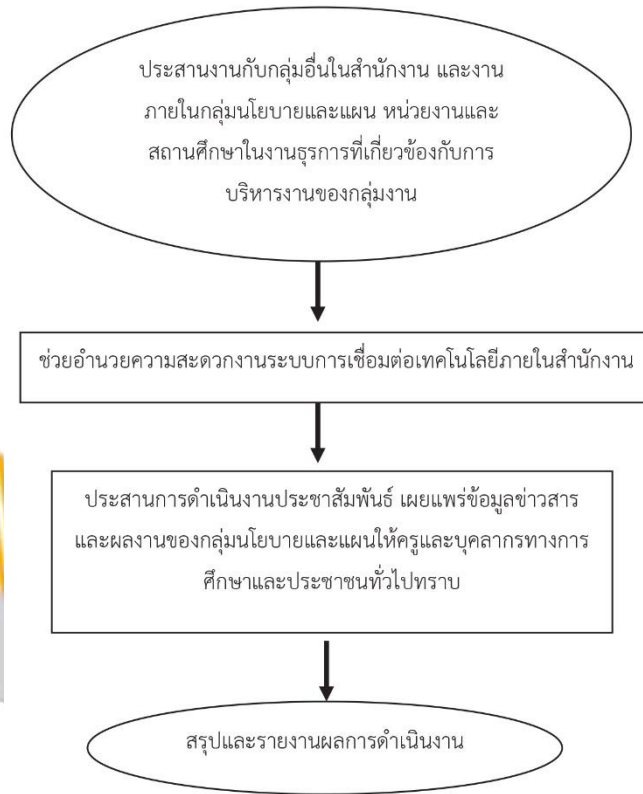 ประสานงานกับกลุ่มอื่นในสำนักงาน และงาน
ภายในกลุ่มนโยบายและแผน หน่วยงานและ
สถานศึกษาในงานธุรการที่เกี่ยวข้องกับการ
บริหารงานของกลุ่มงาน
ช่วยอำนวยความสะดวกงานระบบการเชื่อมต่อเทคโนโลยีภายในสำนักงาน
ประสานการดำเนินงานประชาสัมพันธ์ เผยแพร่ข้อมูลข่าวสาร
และผลงานของกลุ่มนโยบายและแผนให้ครูและบุคลากรทางการ
ศึกษาและประชาชนทั่วไปทราบ
สรุปและรายงานผลการดำเนินงาน